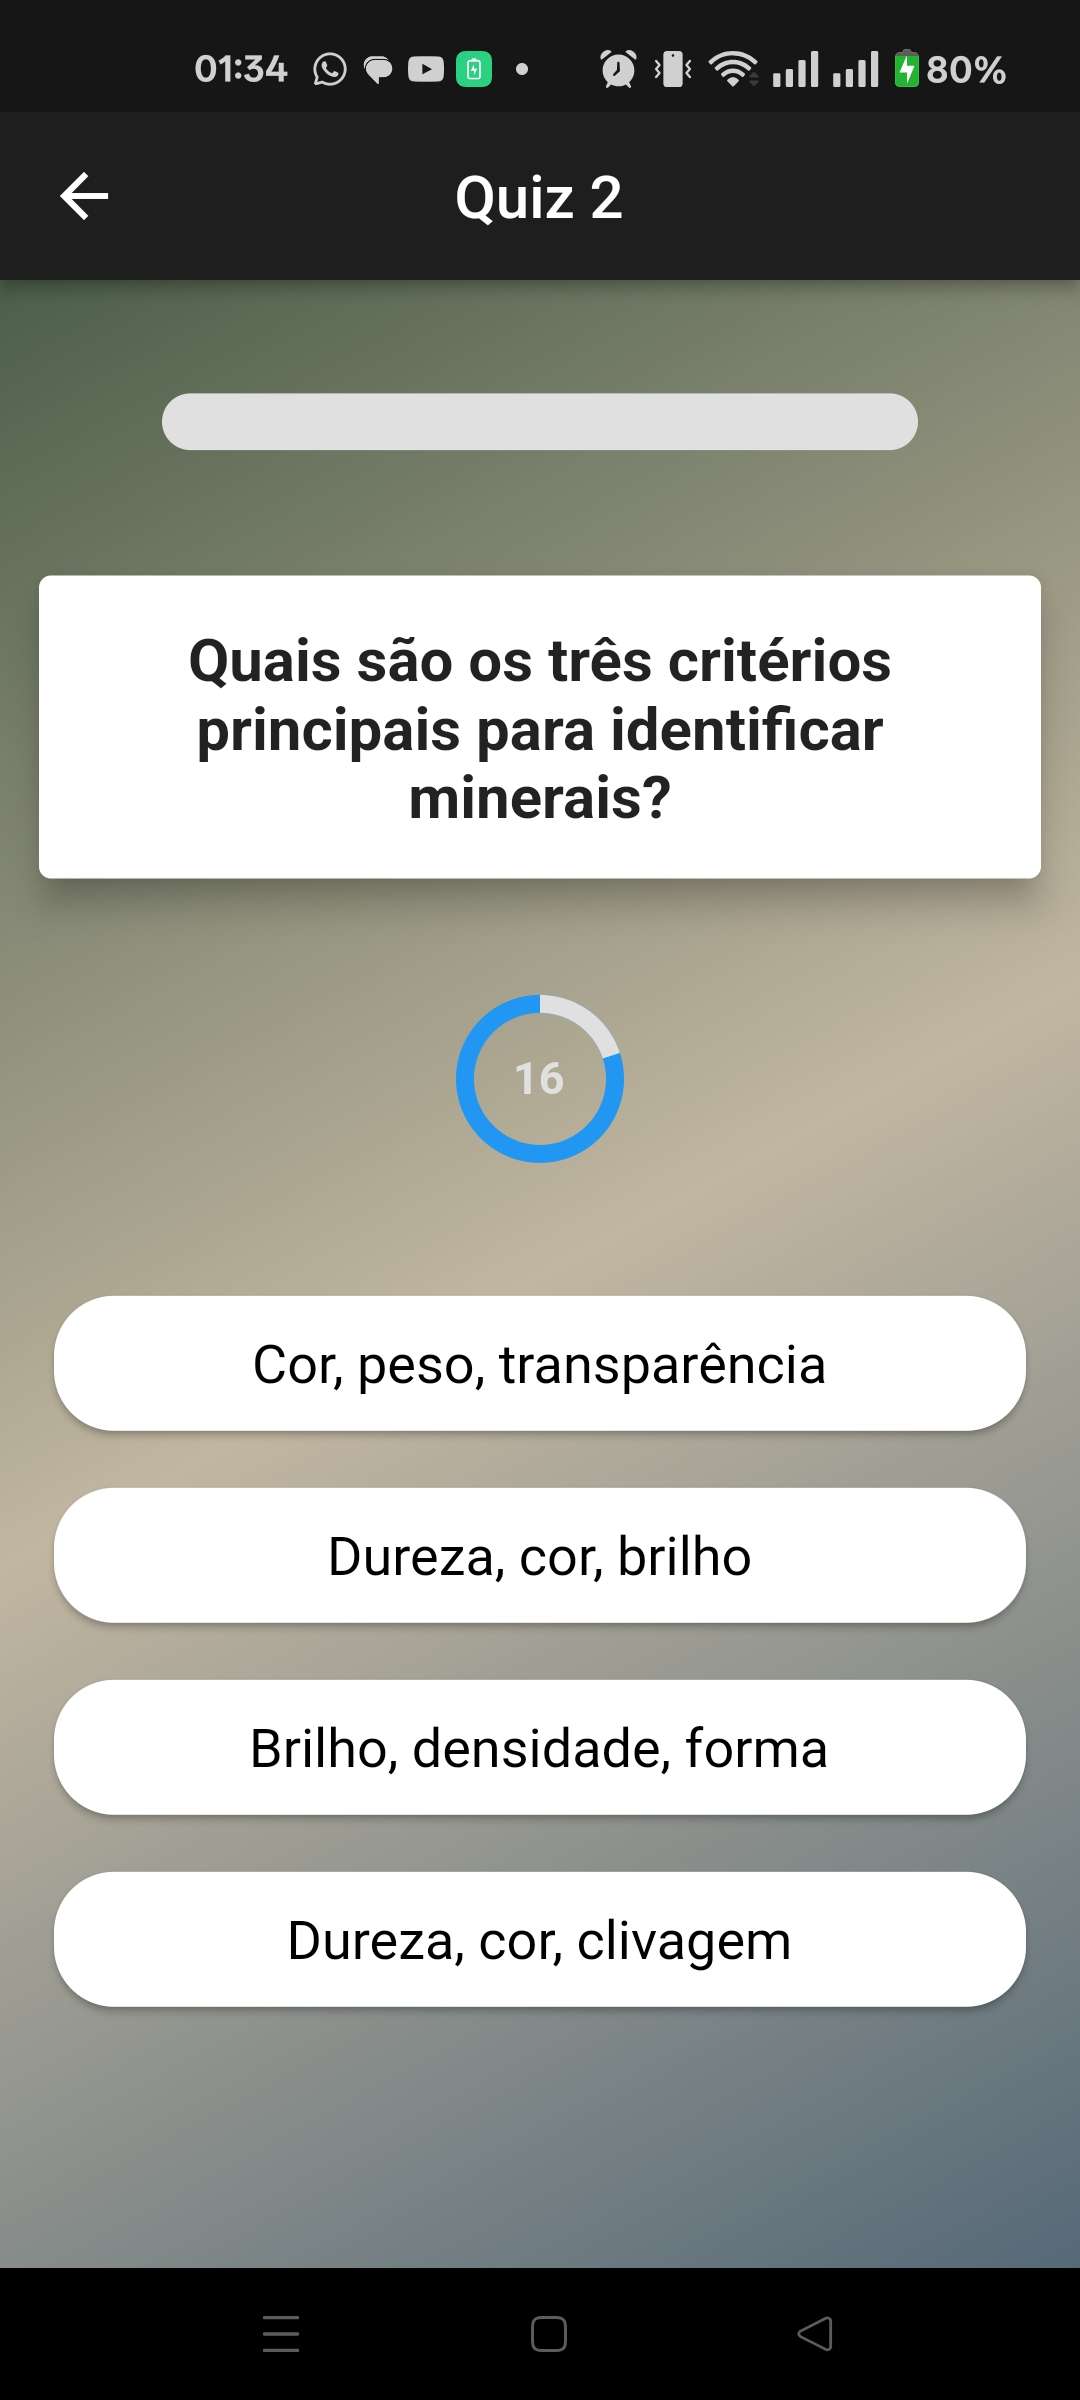 01:34
80%
Quiz 2
Quais são os três critérios
principais para identificar
minerais?
16
Cor, peso, transparência
Dureza, cor, brilho
Brilho, densidade, forma
Dureza, cor, clivagem